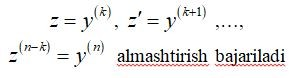 z = y^(k), z′ = y^(k+1) ,...,
z^(n−k) = y^(n) almashtirish bajariladi